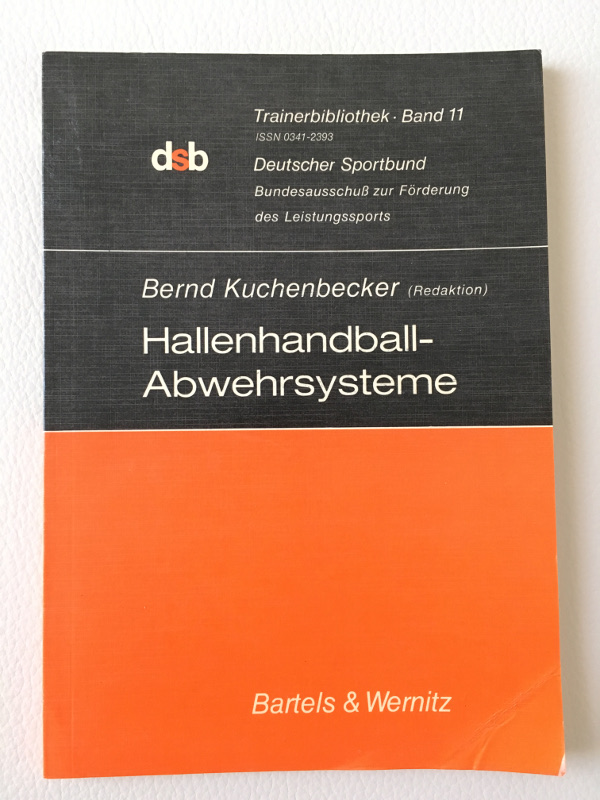 Trainerbibliothek · Band 11
ISSN 0341-2393
dsb
Deutscher Sportbund
Bundesausschuß zur Förderung
des Leistungssports
Bernd Kuchenbecker (Redaktion)
Hallenhandball-
Abwehrsysteme
Bartels & Wernitz